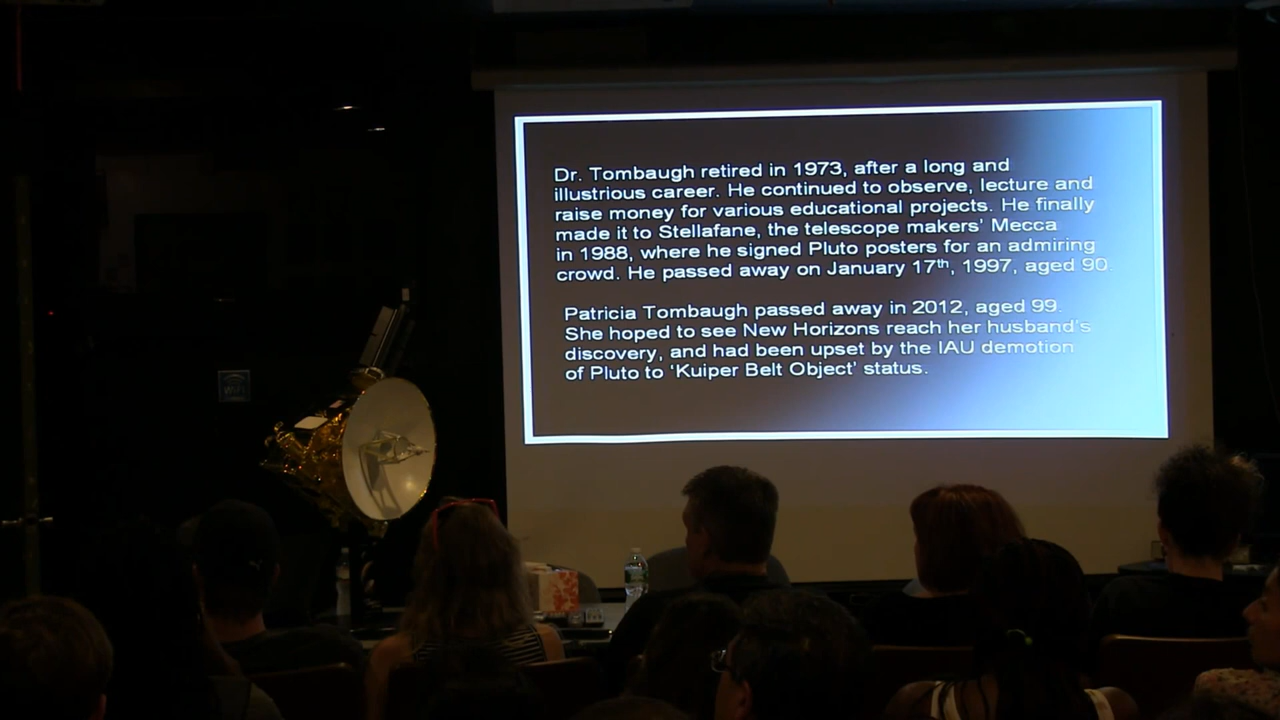 Dr. Tombaugh retired in 1973, after a long and
illustrious career. He continued to observe, lecture and
raise money for various educational projects. He finally
made it to Stellafane, the telescope makers' Mecca
in 1988, where he signed Pluto posters for an admiring
crowd. He passed away on January 17th, 1997, aged 90.
Patricia Tombaugh passed away in 2012, aged 99.
She hoped to see New Horizons reach her husband's
discovery, and had been upset by the IAU demotion
of Pluto to 'Kuiper Belt Object' status.